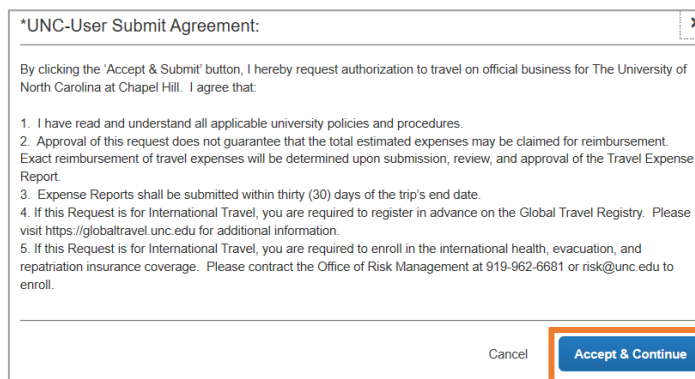 *UNC-User Submit Agreement:
By clicking the 'Accept & Submit' button, I hereby request authorization to travel on official business for The University of
North Carolina at Chapel Hill.  I agree that:
1.  I have read and understand all applicable university policies and procedures.
2.  Approval of this request does not guarantee that the total estimated expenses may be claimed for reimbursement.
Exact reimbursement of travel expenses will be determined upon submission, review, and approval of the Travel Expense
Report.
3.  Expense Reports shall be submitted within thirty (30) days of the trip's end date.
4. If this Request is for International Travel, you are required to register in advance on the Global Travel Registry.  Please
visit https://globaltravel.unc.edu for additional information.
5. If this Request is for International Travel, you are required to enroll in the international health, evacuation, and
repatriation insurance coverage.  Please contract the Office of Risk Management at 919-962-6681 or risk@unc.edu to
enroll.
Cancel
Accept & Continue